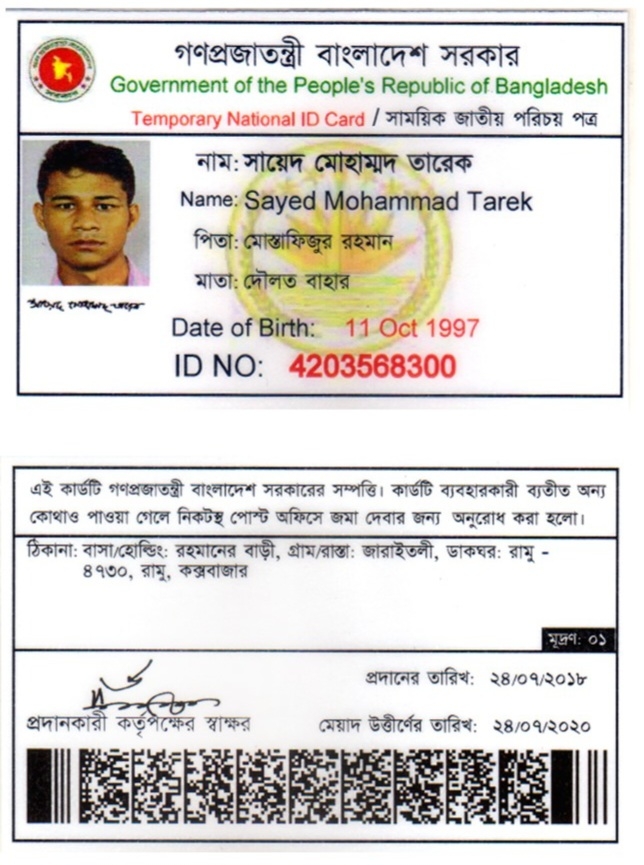 গণপ্রজাতন্ত্রী বাংলাদেশ সরকার
Government of the People's Republic of Bangladesh
Temporary National ID Card / সাময়িক জাতীয় পরিচয় পত্র
নাম: সায়েদ মোহাম্মদ তারেক
Name: Sayed Mohammad Tarek
পিতা: মোস্তাফিজুর রহমান
মাতা: দৌলত বাহার
Date of Birth: 11 Oct 1997
ID NO: 4203568300
এই কার্ডটি গণপ্রজাতন্ত্রী বাংলাদেশ সরকারের সম্পত্তি। কার্ডটি ব্যবহারকারী ব্যতীত অন্য
কোথাও পাওয়া গেলে নিকটস্থ পোস্ট অফিসে জমা দেবার জন্য অনুরোধ করা হলো।
ঠিকানা: বাসা/হোল্ডিং: রহমানের বাড়ী, গ্রাম/রাস্তা: জারাইতলী, ডাকঘর: রামু -
৪৭৩০, রামু, কক্সবাজার
মূদ্রণ: ০১
প্রদানের তারিখ: ২৪/০৭/২০১৮
প্রদানকারী কর্তৃপক্ষের স্বাক্ষর
মেয়াদ উত্তীর্ণের তারিখ: ২৪/০৭/২০২০